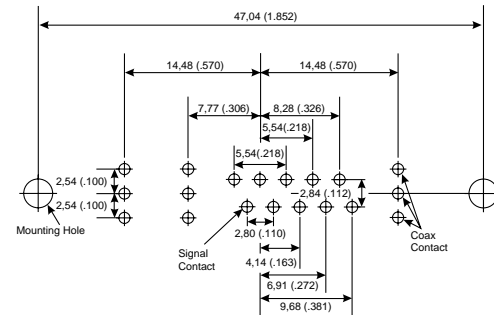 47,04 (1.852)
14,48 (.570)
14,48 (.570)
7,77 (.306)
8,28 (.326)
5,54(.218)
5,54(.218)
2,54 (.100)
2,84 (.112)
2,54 (.100)
Mounting Hole
2,80 (.110)
Signal
Contact
Coax
Contact
4,14 (.163)
6,91 (.272)
9,68 (.381)